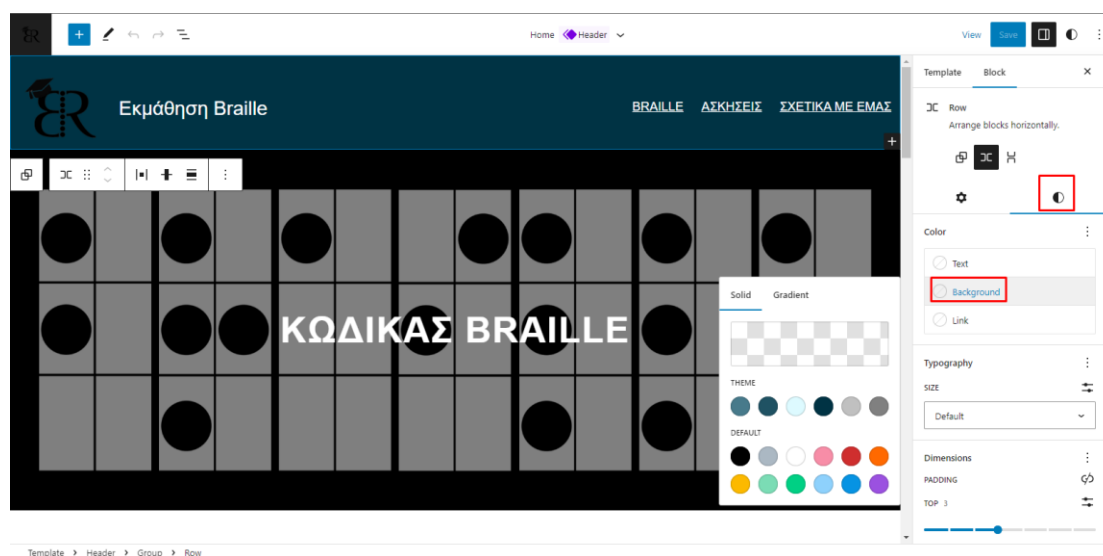 Home Header
View Save
Template Block
Εκμάθηση Braille
BRAILLE ΑΣΚΗΣΕΙΣ ΣΧΕΤΙΚΑ ΜΕ ΕΜΑΣ
Row
Arrange blocks horizontally.
Color
Text
Background
Link
ΚΩΔΙΚΑΣ BRAILLE
Solid Gradient
THEME
DEFAULT
Typography
SIZE
Default
Dimensions
PADDING
TOP 3
Template > Header > Group > Row